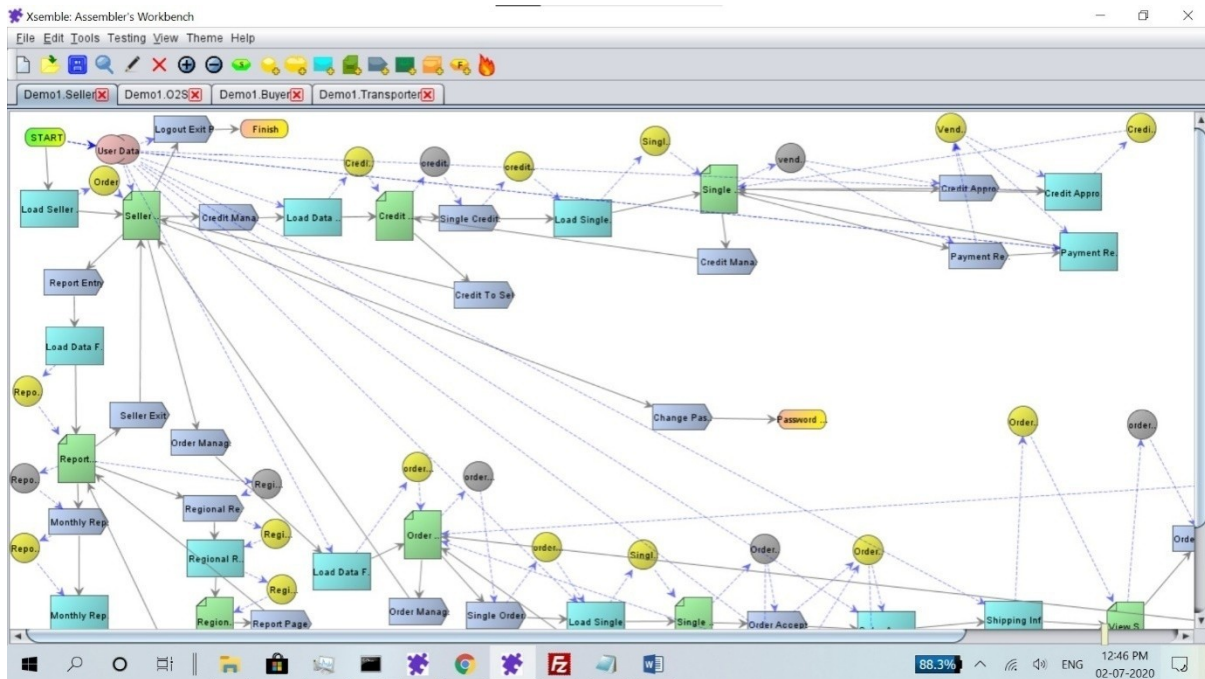 Xsemble: Assembler's Workbench
File Edit Tools Testing View Theme Help
Demo1.Seller Demo1.O2S Demo1.Buyer Demo1.Transporter
START
User Data
Logout Exit P
Finish
Order
Load Seller
Seller ...
Credit Mana
Load Data ...
Credi...
Credit ...
credit..
Single Credit
credit..
Load Single.
Singl..
Single ...
vend..
Vend..
Credit Appro
Credit Appro.
Credi..
Credit Mana
Payment Re
Payment Re.
Report Entry
Credit To Se
Load Data F.
Repo..
Seller Exit
Order Manag
Change Pas.
Password ...
Order..
order..
Report...
Repo..
Monthly Rep
Repo..
Monthly Rep.
Regi..
Regional Re
Regi..
Regional R..
Regi..
Region..
Report Page
Load Data F.
order...
order...
Order ...
Order Manag
Single Order
order...
Load Single
Singl..
Single ...
Order..
Order Accept
Order.
Shipping Inf
View S
Orde
88.3%
ENG
12:46 PM
02-07-2020